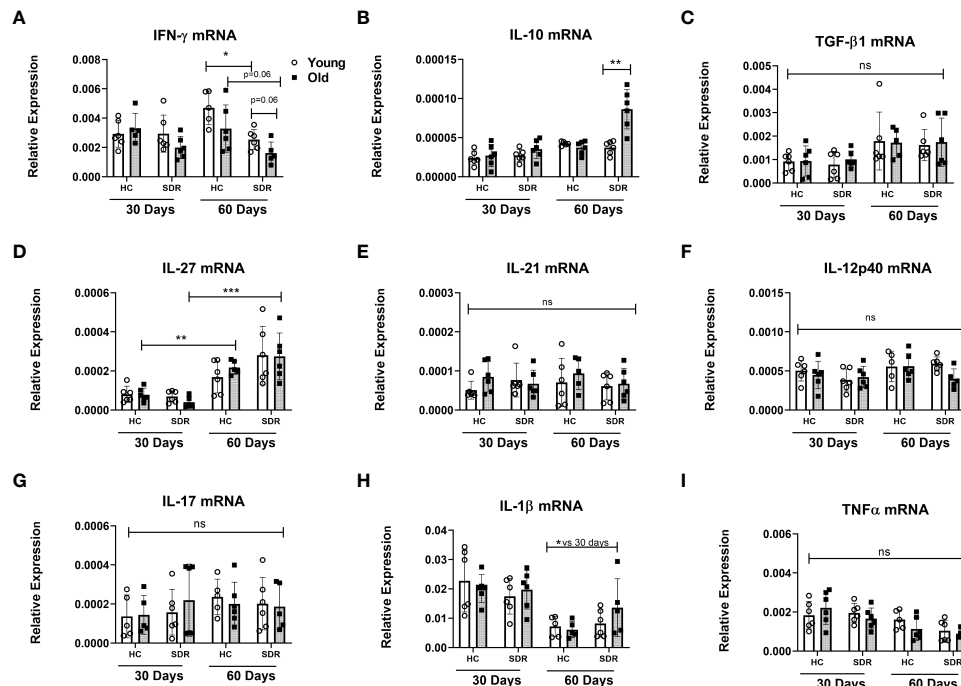 A
IFN-γ mRNA
Relative Expression
0.008
0.006
0.004
0.002
0.000
*
p=0.06
p=0.06
Young
Old
HC
SDR
HC
SDR
30 Days
60 Days
B
IL-10 mRNA
Relative Expression
0.00015
0.00010
0.00005
0.00000
**
HC
SDR
HC
SDR
30 Days
60 Days
C
TGF-β1 mRNA
Relative Expression
0.005
0.004
0.003
0.002
0.001
0.000
ns
HC
SDR
HC
SDR
30 Days
60 Days
D
IL-27 mRNA
Relative Expression
0.0006
0.0004
0.0002
0.0000
***
**
HC
SDR
HC
SDR
30 Days
60 Days
E
IL-21 mRNA
Relative Expression
0.0003
0.0002
0.0001
0.0000
ns
HC
SDR
HC
SDR
30 Days
60 Days
F
IL-12p40 mRNA
Relative Expression
0.0015
0.0010
0.0005
0.0000
ns
HC
SDR
HC
SDR
30 Days
60 Days
G
IL-17 mRNA
Relative Expression
0.0006
0.0004
0.0002
0.0000
ns
HC
SDR
HC
SDR
30 Days
60 Days
H
IL-1β mRNA
Relative Expression
0.04
0.03
0.02
0.01
0.00
* vs 30 days
HC
SDR
HC
SDR
30 Days
60 Days
I
TNFα mRNA
Relative Expression
0.006
0.004
0.002
0.000
ns
HC
SDR
HC
SDR
30 Days
60 Days